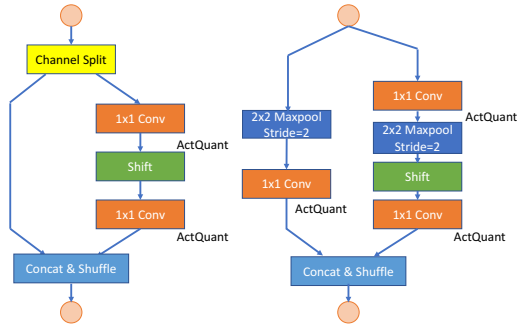 Channel Split
1x1 Conv
ActQuant
Shift
1x1 Conv
ActQuant
Concat & Shuffle
2x2 Maxpool
Stride=2
1x1 Conv
ActQuant
1x1 Conv
ActQuant
2x2 Maxpool
Stride=2
Shift
1x1 Conv
ActQuant
Concat & Shuffle